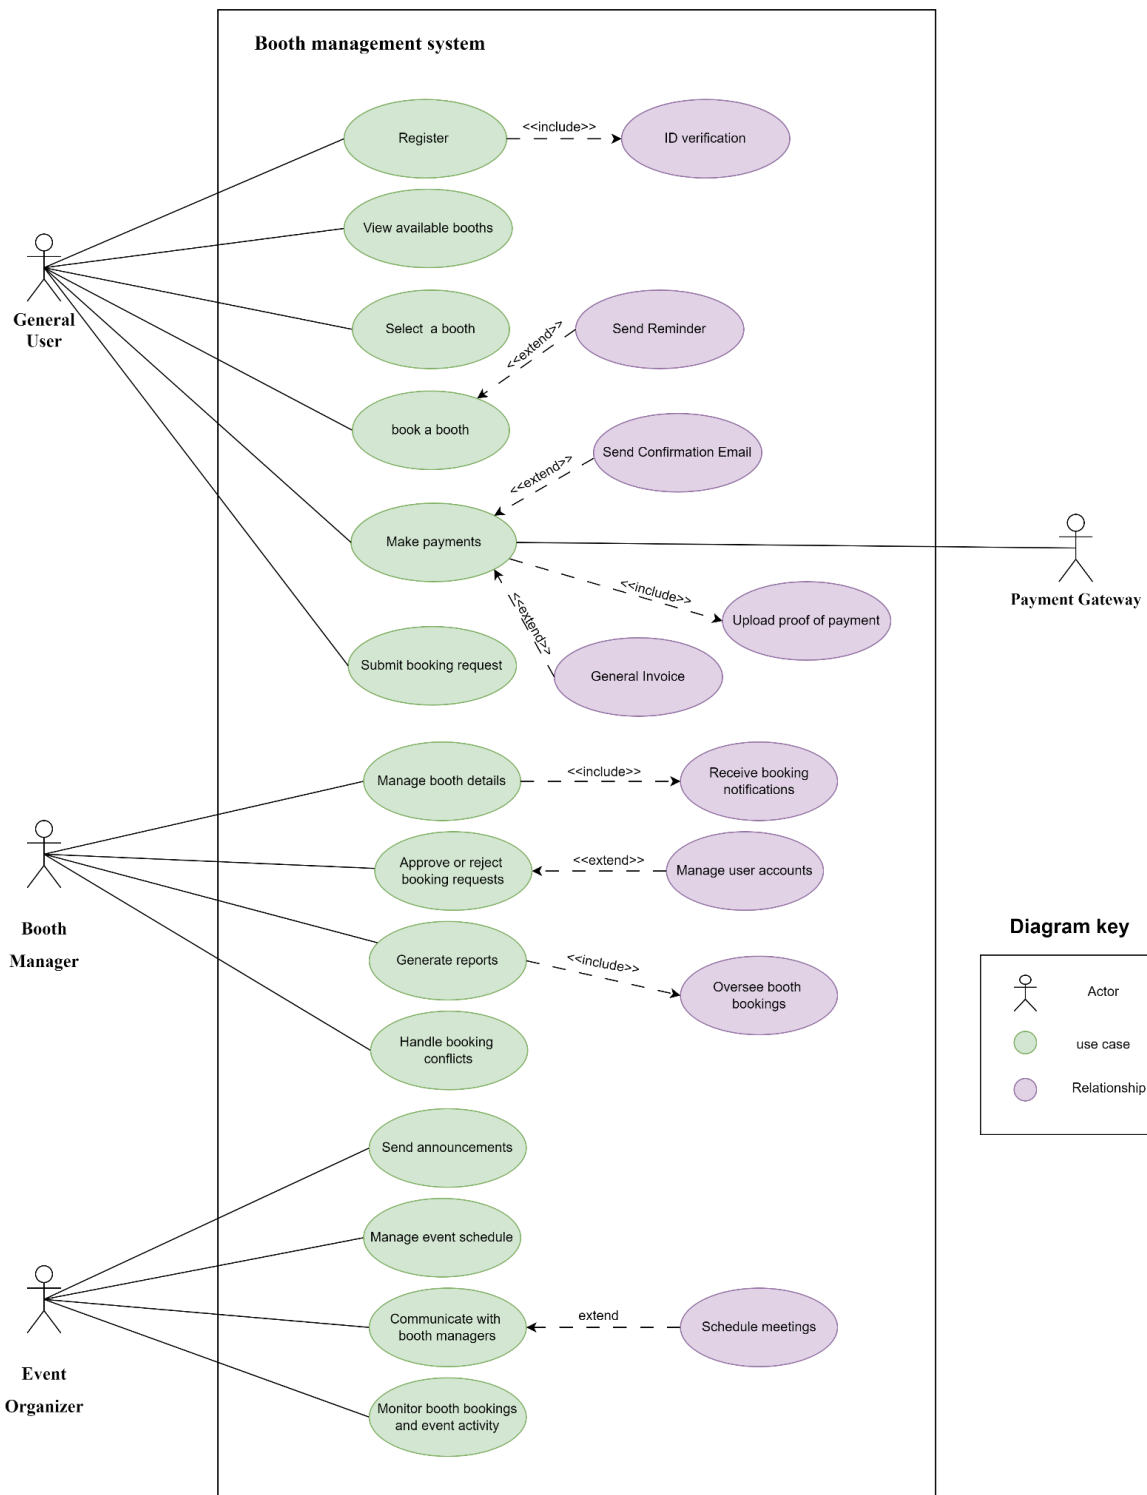 Booth management system
Register
<<include>>
ID verification
View available booths
General
User
Select  a booth
<<extend>>
Send Reminder
book a booth
<<extend>>
Send Confirmation Email
Make payments
Payment Gateway
<<include>>
Upload proof of payment
<<extend>>
General Invoice
Submit booking request
Manage booth details
<<include>>
Receive booking
notifications
Booth
Manager
Approve or reject
booking requests
<<extend>>
Manage user accounts
Generate reports
<<include>>
Oversee booth
bookings
Handle booking
conflicts
Diagram key
Actor
use case
Relationship
Send announcements
Manage event schedule
Event
Organizer
Communicate with
booth managers
extend
Schedule meetings
Monitor booth bookings
and event activity